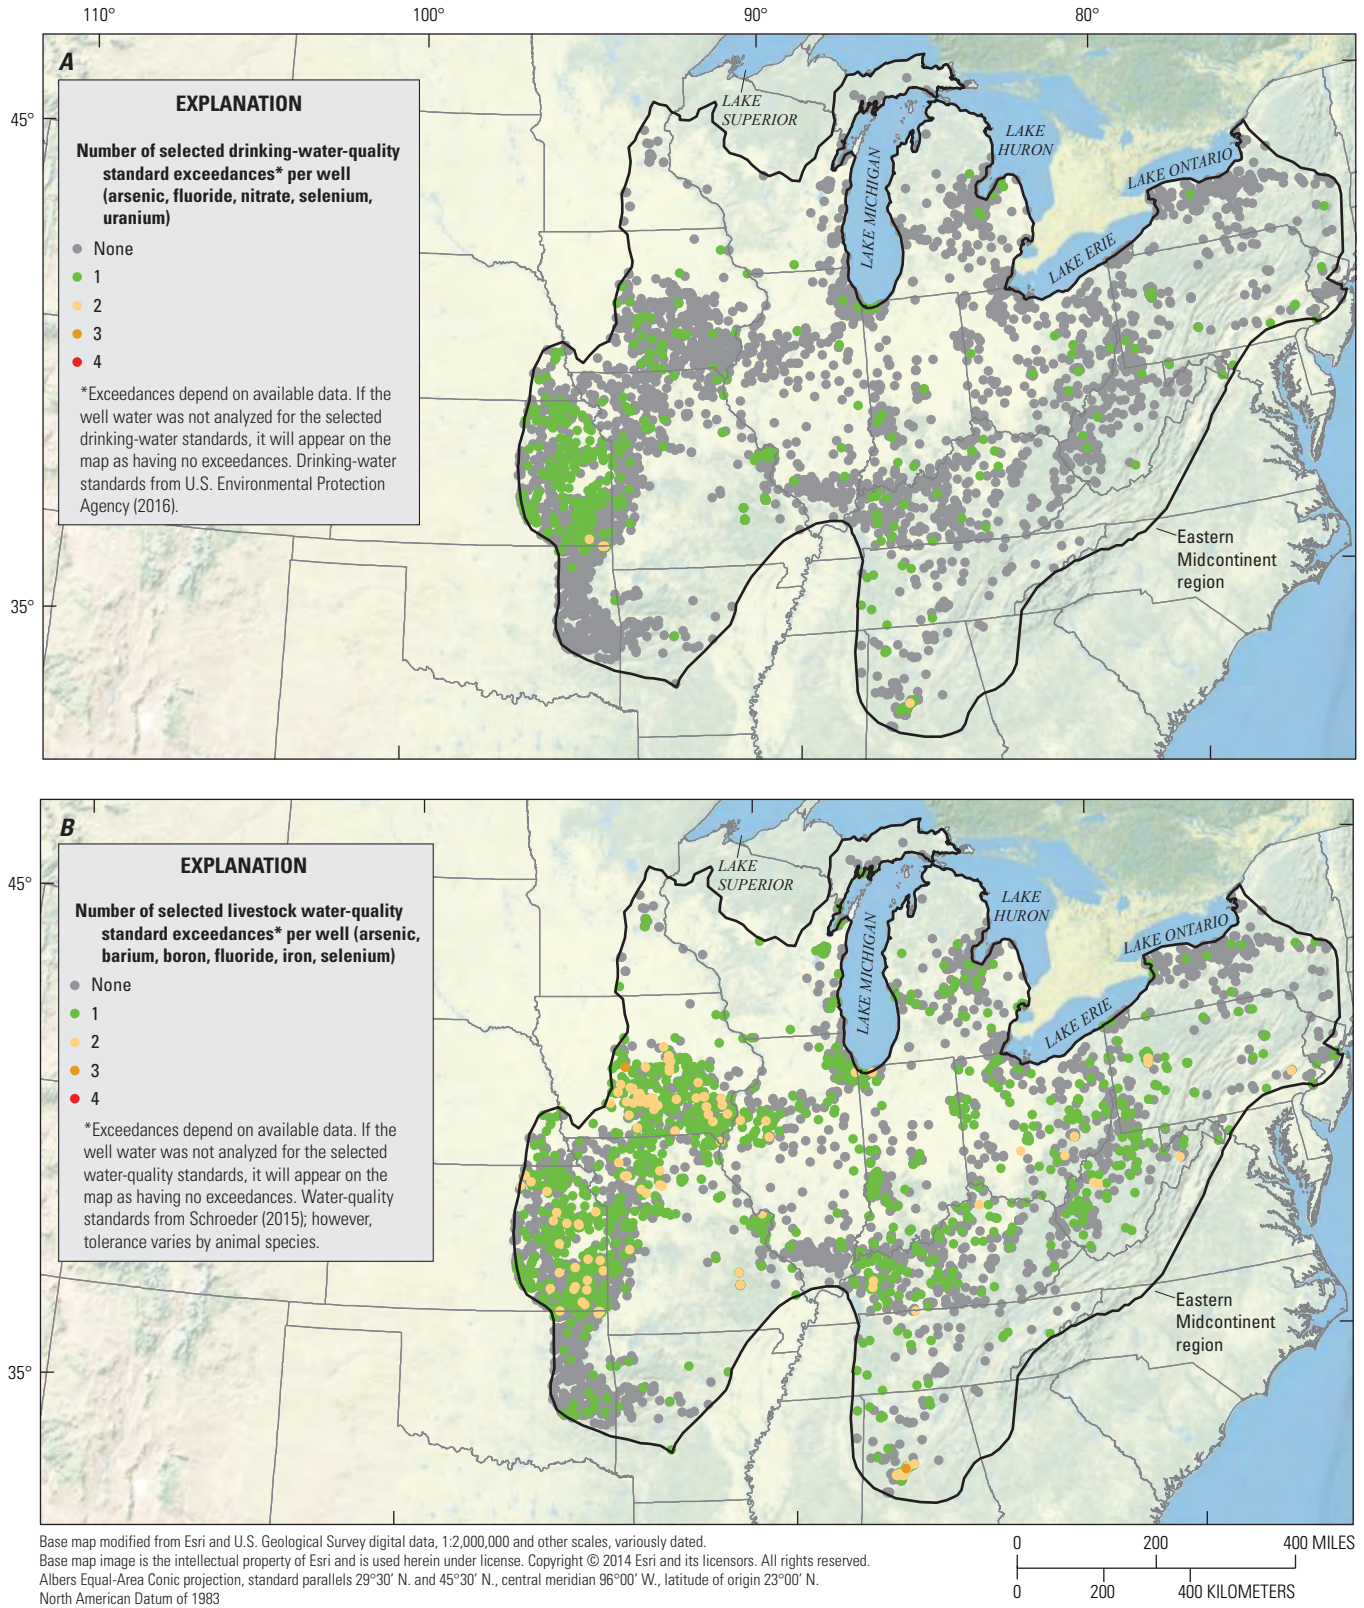 110°
100°
90°
80°
A
EXPLANATION
Number of selected drinking-water-quality
standard exceedances* per well
(arsenic, fluoride, nitrate, selenium,
uranium)
None
1
2
3
4
*Exceedances depend on available data. If the
well water was not analyzed for the selected
drinking-water standards, it will appear on the
map as having no exceedances. Drinking-water
standards from U.S. Environmental Protection
Agency (2016).
45°
35°
LAKE
SUPERIOR
LAKE MICHIGAN
LAKE
HURON
LAKE ONTARIO
LAKE ERIE
Eastern
Midcontinent
region
B
EXPLANATION
Number of selected livestock water-quality
standard exceedances* per well (arsenic,
barium, boron, fluoride, iron, selenium)
None
1
2
3
4
*Exceedances depend on available data. If the
well water was not analyzed for the selected
water-quality standards, it will appear on the
map as having no exceedances. Water-quality
standards from Schroeder (2015); however,
tolerance varies by animal species.
45°
35°
LAKE
SUPERIOR
LAKE MICHIGAN
LAKE
HURON
LAKE ONTARIO
LAKE ERIE
Eastern
Midcontinent
region
Base map modified from Esri and U.S. Geological Survey digital data, 1:2,000,000 and other scales, variously dated.
Base map image is the intellectual property of Esri and is used herein under license. Copyright © 2014 Esri and its licensors. All rights reserved.
Albers Equal-Area Conic projection, standard parallels 29°30′ N. and 45°30′ N., central meridian 96°00′ W., latitude of origin 23°00′ N.
North American Datum of 1983
0 200 400 MILES
0 200 400 KILOMETERS